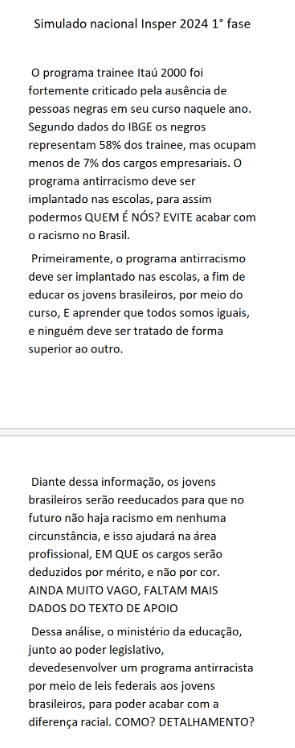 Simulado nacional Insper 2024 1° fase
O programa trainee Itaú 2000 foi
fortemente criticado pela ausência de
pessoas negras em seu curso naquele ano.
Segundo dados do IBGE os negros
representam 58% dos trainee, mas ocupam
menos de 7% dos cargos empresariais. O
programa antirracismo deve ser
implantado nas escolas, para assim
podermos QUEM É NÓS? EVITE acabar com
o racismo no Brasil.
Primeiramente, o programa antirracismo
deve ser implantado nas escolas, a fim de
educar os jovens brasileiros, por meio do
curso, E aprender que todos somos iguais,
e ninguém deve ser tratado de forma
superior ao outro.
Diante dessa informação, os jovens
brasileiros serão reeducados para que no
futuro não haja racismo em nenhuma
circunstância, e isso ajudará na área
profissional, EM QUE os cargos serão
deduzidos por mérito, e não por cor.
AINDA MUITO VAGO, FALTAM MAIS
DADOS DO TEXTO DE APOIO
Dessa análise, o ministério da educação,
junto ao poder legislativo,
devedesenvolver um programa antirracista
por meio de leis federais aos jovens
brasileiros, para poder acabar com a
diferença racial. COMO? DETALHAMENTO?